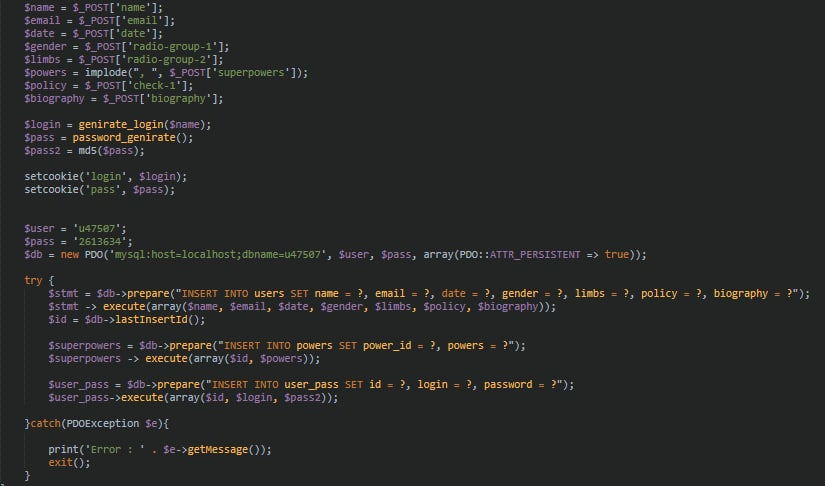 $name = $_POST['name'];
$email = $_POST['email'];
$date = $_POST['date'];
$gender = $_POST['radio-group-1'];
$limbs = $_POST['radio-group-2'];
$powers = implode(", ", $_POST['superpowers']);
$policy = $_POST['check-1'];
$biography = $_POST['biography'];
$login = genirate_login($name);
$pass = password_genirate();
$pass2 = md5($pass);
setcookie('login', $login);
setcookie('pass', $pass);
$user = 'u47507';
$pass = '2613634';
$db = new PDO('mysql:host=localhost;dbname=u47507', $user, $pass, array(PDO::ATTR_PERSISTENT => true));
try {
$stmt = $db->prepare("INSERT INTO users SET name = ?, email = ?, date = ?, gender = ?, limbs = ?, policy = ?, biography = ?");
$stmt -> execute(array($name, $email, $date, $gender, $limbs, $policy, $biography));
$id = $db->lastInsertId();
$superpowers = $db->prepare("INSERT INTO powers SET power_id = ?, powers = ?");
$superpowers -> execute(array($id, $powers));
$user_pass = $db->prepare("INSERT INTO user_pass SET id = ?, login = ?, password = ?");
$user_pass->execute(array($id, $login, $pass2));
}catch(PDOException $e){
print('Error : ' . $e->getMessage());
exit();
}